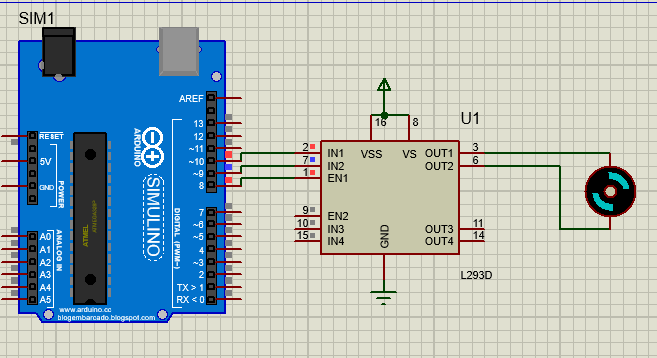 SIM1
AREF
13
12
~11
~10
~9
8
7
~6
~5
4
~3
2
TX > 1
RX < 0
RESET
5V
GND
POWER
A0
A1
A2
A3
A4
A5
ANALOG IN
ARDUINO
SIMULINO
DIGITAL (PWM~)
ATMEL
www.arduino.cc
blogembarcado.blogspot.com
U1
16
8
2
7
1
9
10
15
IN1
IN2
EN1
EN2
IN3
IN4
VSS
VS
GND
OUT1
OUT2
OUT3
OUT4
3
6
11
14
L293D